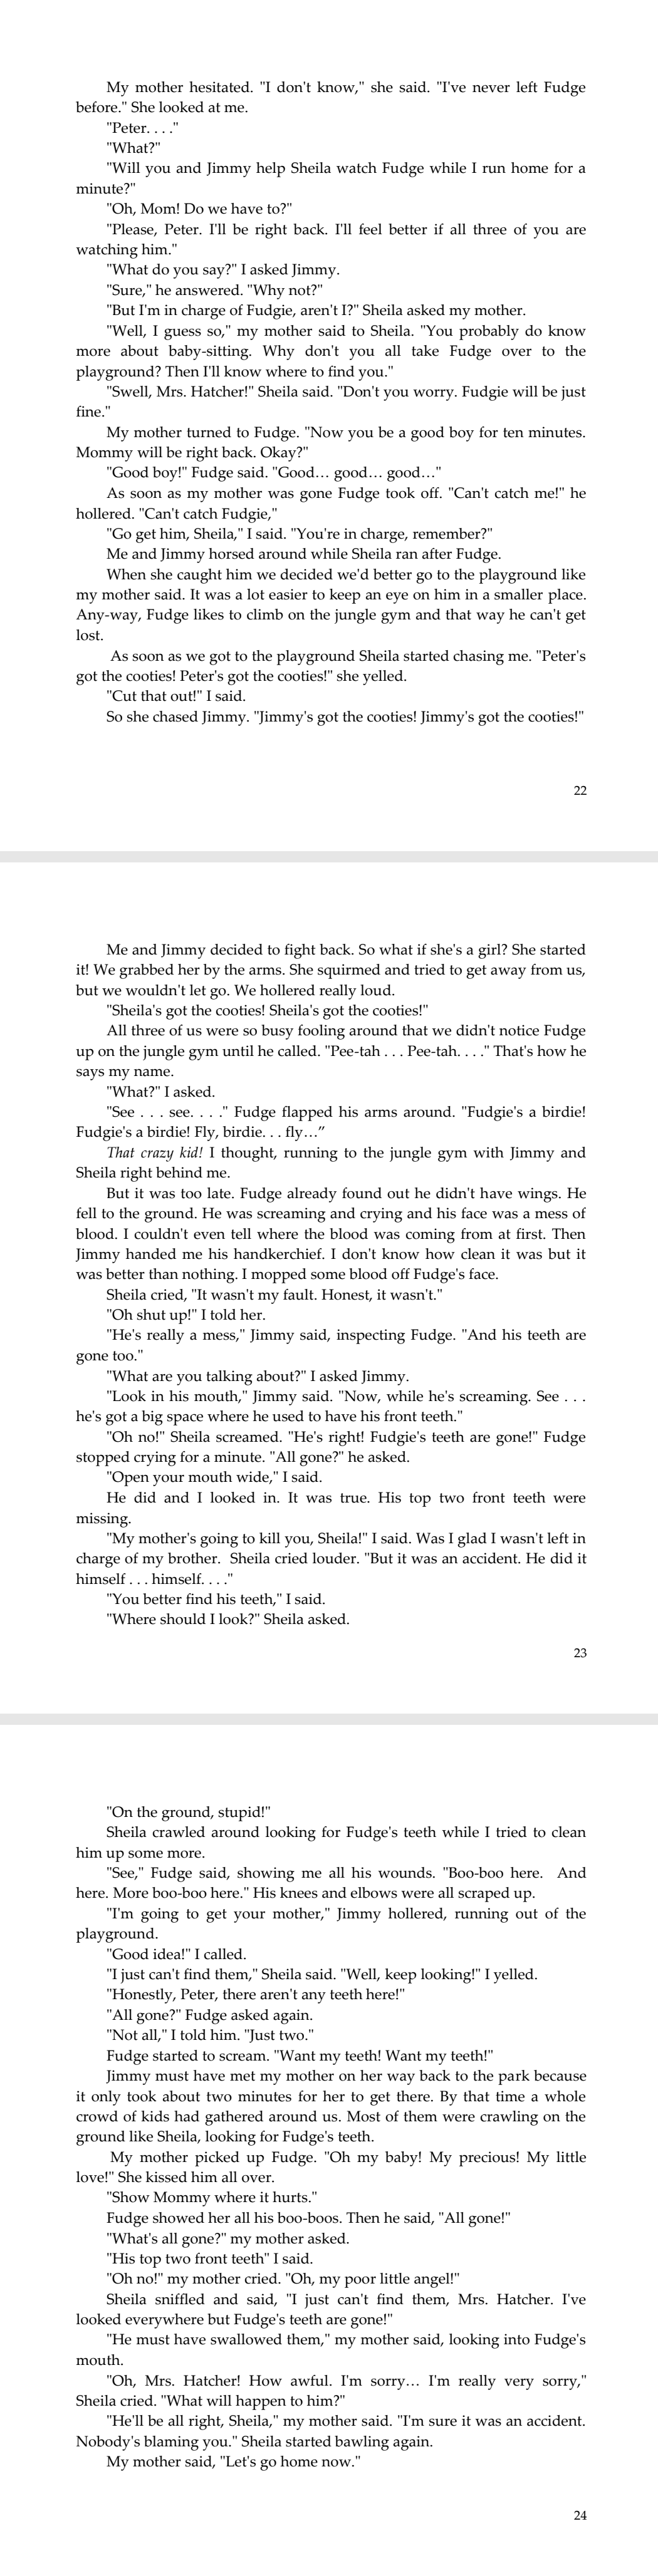 My mother hesitated. "I don't know," she said. "I've never left Fudge
before." She looked at me.
"Peter. . . ."
"What?"
"Will you and Jimmy help Sheila watch Fudge while I run home for a
minute?"
"Oh, Mom! Do we have to?"
"Please, Peter. I'll be right back. I'll feel better if all three of you are
watching him."
"What do you say?" I asked Jimmy.
"Sure," he answered. "Why not?"
"But I'm in charge of Fudgie, aren't I?" Sheila asked my mother.
"Well, I guess so," my mother said to Sheila. "You probably do know
more about baby-sitting. Why don't you all take Fudge over to the
playground? Then I'll know where to find you."
"Swell, Mrs. Hatcher!" Sheila said. "Don't you worry. Fudgie will be just
fine."
My mother turned to Fudge. "Now you be a good boy for ten minutes.
Mommy will be right back. Okay?"
"Good boy!" Fudge said. "Good… good… good…"
As soon as my mother was gone Fudge took off. "Can't catch me!" he
hollered. "Can't catch Fudgie,"
"Go get him, Sheila," I said. "You're in charge, remember?"
Me and Jimmy horsed around while Sheila ran after Fudge.
When she caught him we decided we'd better go to the playground like
my mother said. It was a lot easier to keep an eye on him in a smaller place.
Any-way, Fudge likes to climb on the jungle gym and that way he can't get
lost.
As soon as we got to the playground Sheila started chasing me. "Peter's
got the cooties! Peter's got the cooties!" she yelled.
"Cut that out!" I said.
So she chased Jimmy. "Jimmy's got the cooties! Jimmy's got the cooties!"
22
Me and Jimmy decided to fight back. So what if she's a girl? She started
it! We grabbed her by the arms. She squirmed and tried to get away from us,
but we wouldn't let go. We hollered really loud.
"Sheila's got the cooties! Sheila's got the cooties!"
All three of us were so busy fooling around that we didn't notice Fudge
up on the jungle gym until he called. "Pee-tah . . . Pee-tah. . . ." That's how he
says my name.
"What?" I asked.
"See . . . see. . . ." Fudge flapped his arms around. "Fudgie's a birdie!
Fudgie's a birdie! Fly, birdie. . . fly…”
That crazy kid! I thought, running to the jungle gym with Jimmy and
Sheila right behind me.
But it was too late. Fudge already found out he didn't have wings. He
fell to the ground. He was screaming and crying and his face was a mess of
blood. I couldn't even tell where the blood was coming from at first. Then
Jimmy handed me his handkerchief. I don't know how clean it was but it
was better than nothing. I mopped some blood off Fudge's face.
Sheila cried, "It wasn't my fault. Honest, it wasn't."
"Oh shut up!" I told her.
"He's really a mess," Jimmy said, inspecting Fudge. "And his teeth are
gone too."
"What are you talking about?" I asked Jimmy.
"Look in his mouth," Jimmy said. "Now, while he's screaming. See . . .
he's got a big space where he used to have his front teeth."
"Oh no!" Sheila screamed. "He's right! Fudgie's teeth are gone!" Fudge
stopped crying for a minute. "All gone?" he asked.
"Open your mouth wide," I said.
He did and I looked in. It was true. His top two front teeth were
missing.
"My mother's going to kill you, Sheila!" I said. Was I glad I wasn't left in
charge of my brother. Sheila cried louder. "But it was an accident. He did it
himself . . . himself. . . ."
"You better find his teeth," I said.
"Where should I look?" Sheila asked.
23
"On the ground, stupid!"
Sheila crawled around looking for Fudge's teeth while I tried to clean
him up some more.
"See," Fudge said, showing me all his wounds. "Boo-boo here. And
here. More boo-boo here." His knees and elbows were all scraped up.
"I'm going to get your mother," Jimmy hollered, running out of the
playground.
"Good idea!" I called.
"I just can't find them," Sheila said. "Well, keep looking!" I yelled.
"Honestly, Peter, there aren't any teeth here!"
"All gone?" Fudge asked again.
"Not all," I told him. "Just two."
Fudge started to scream. "Want my teeth! Want my teeth!"
Jimmy must have met my mother on her way back to the park because
it only took about two minutes for her to get there. By that time a whole
crowd of kids had gathered around us. Most of them were crawling on the
ground like Sheila, looking for Fudge's teeth.
My mother picked up Fudge. "Oh my baby! My precious! My little
love!" She kissed him all over.
"Show Mommy where it hurts."
Fudge showed her all his boo-boos. Then he said, "All gone!"
"What's all gone?" my mother asked.
"His top two front teeth" I said.
"Oh no!" my mother cried. "Oh, my poor little angel!"
Sheila sniffled and said, "I just can't find them, Mrs. Hatcher. I've
looked everywhere but Fudge's teeth are gone!"
"He must have swallowed them," my mother said, looking into Fudge's
mouth.
"Oh, Mrs. Hatcher! How awful. I'm sorry… I'm really very sorry,"
Sheila cried. "What will happen to him?"
"He'll be all right, Sheila," my mother said. "I'm sure it was an accident.
Nobody's blaming you." Sheila started bawling again.
My mother said, "Let's go home now."
24